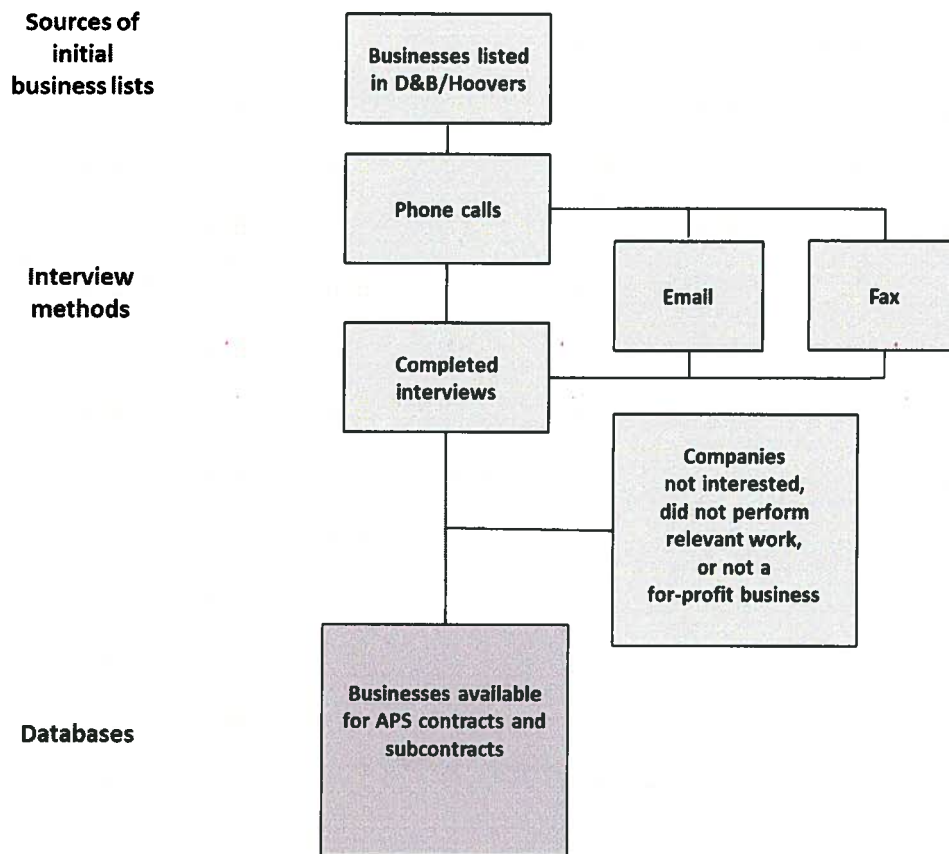 Sources of
initial
business lists
Businesses listed
in D&B/Hoovers
Phone calls
Interview
methods
Email
Fax
Completed
interviews
Companies
not interested,
did not perform
relevant work,
or not a
for-profit business
Databases
Businesses available
for APS contracts and
subcontracts